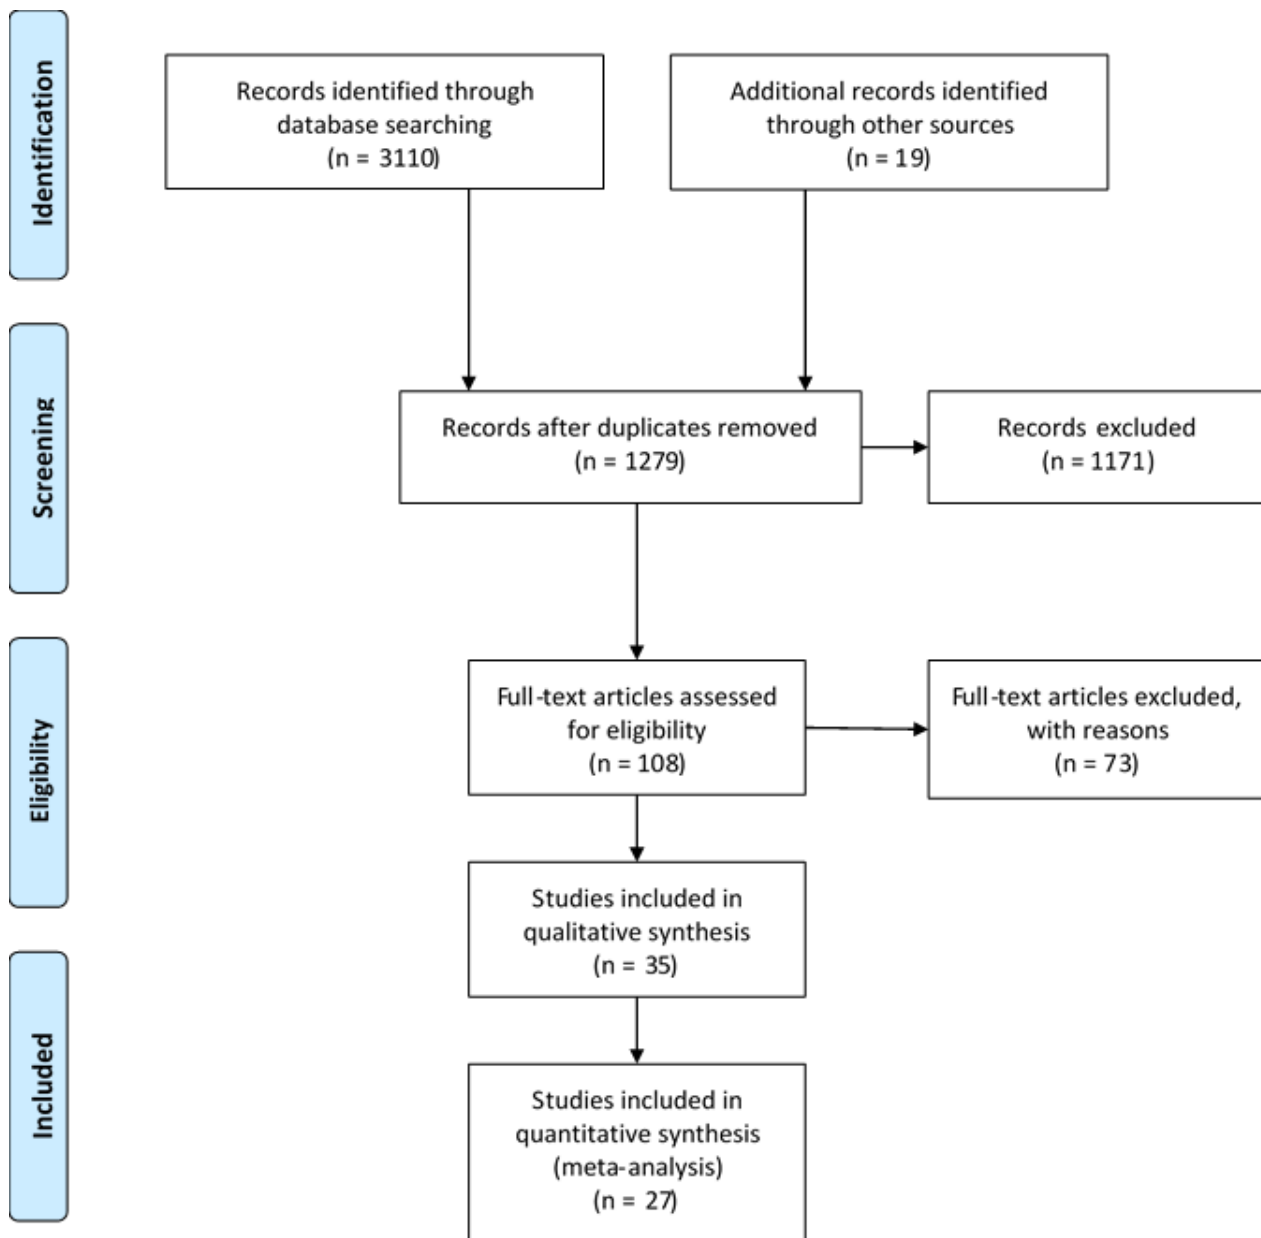 Identification
Records identified through
database searching
(n = 3110)
Additional records identified
through other sources
(n = 19)
Screening
Records after duplicates removed
(n = 1279)
Records excluded
(n = 1171)
Eligibility
Full-text articles assessed
for eligibility
(n = 108)
Full-text articles excluded,
with reasons
(n = 73)
Studies included in
qualitative synthesis
(n = 35)
Included
Studies included in
quantitative synthesis
(meta-analysis)
(n = 27)